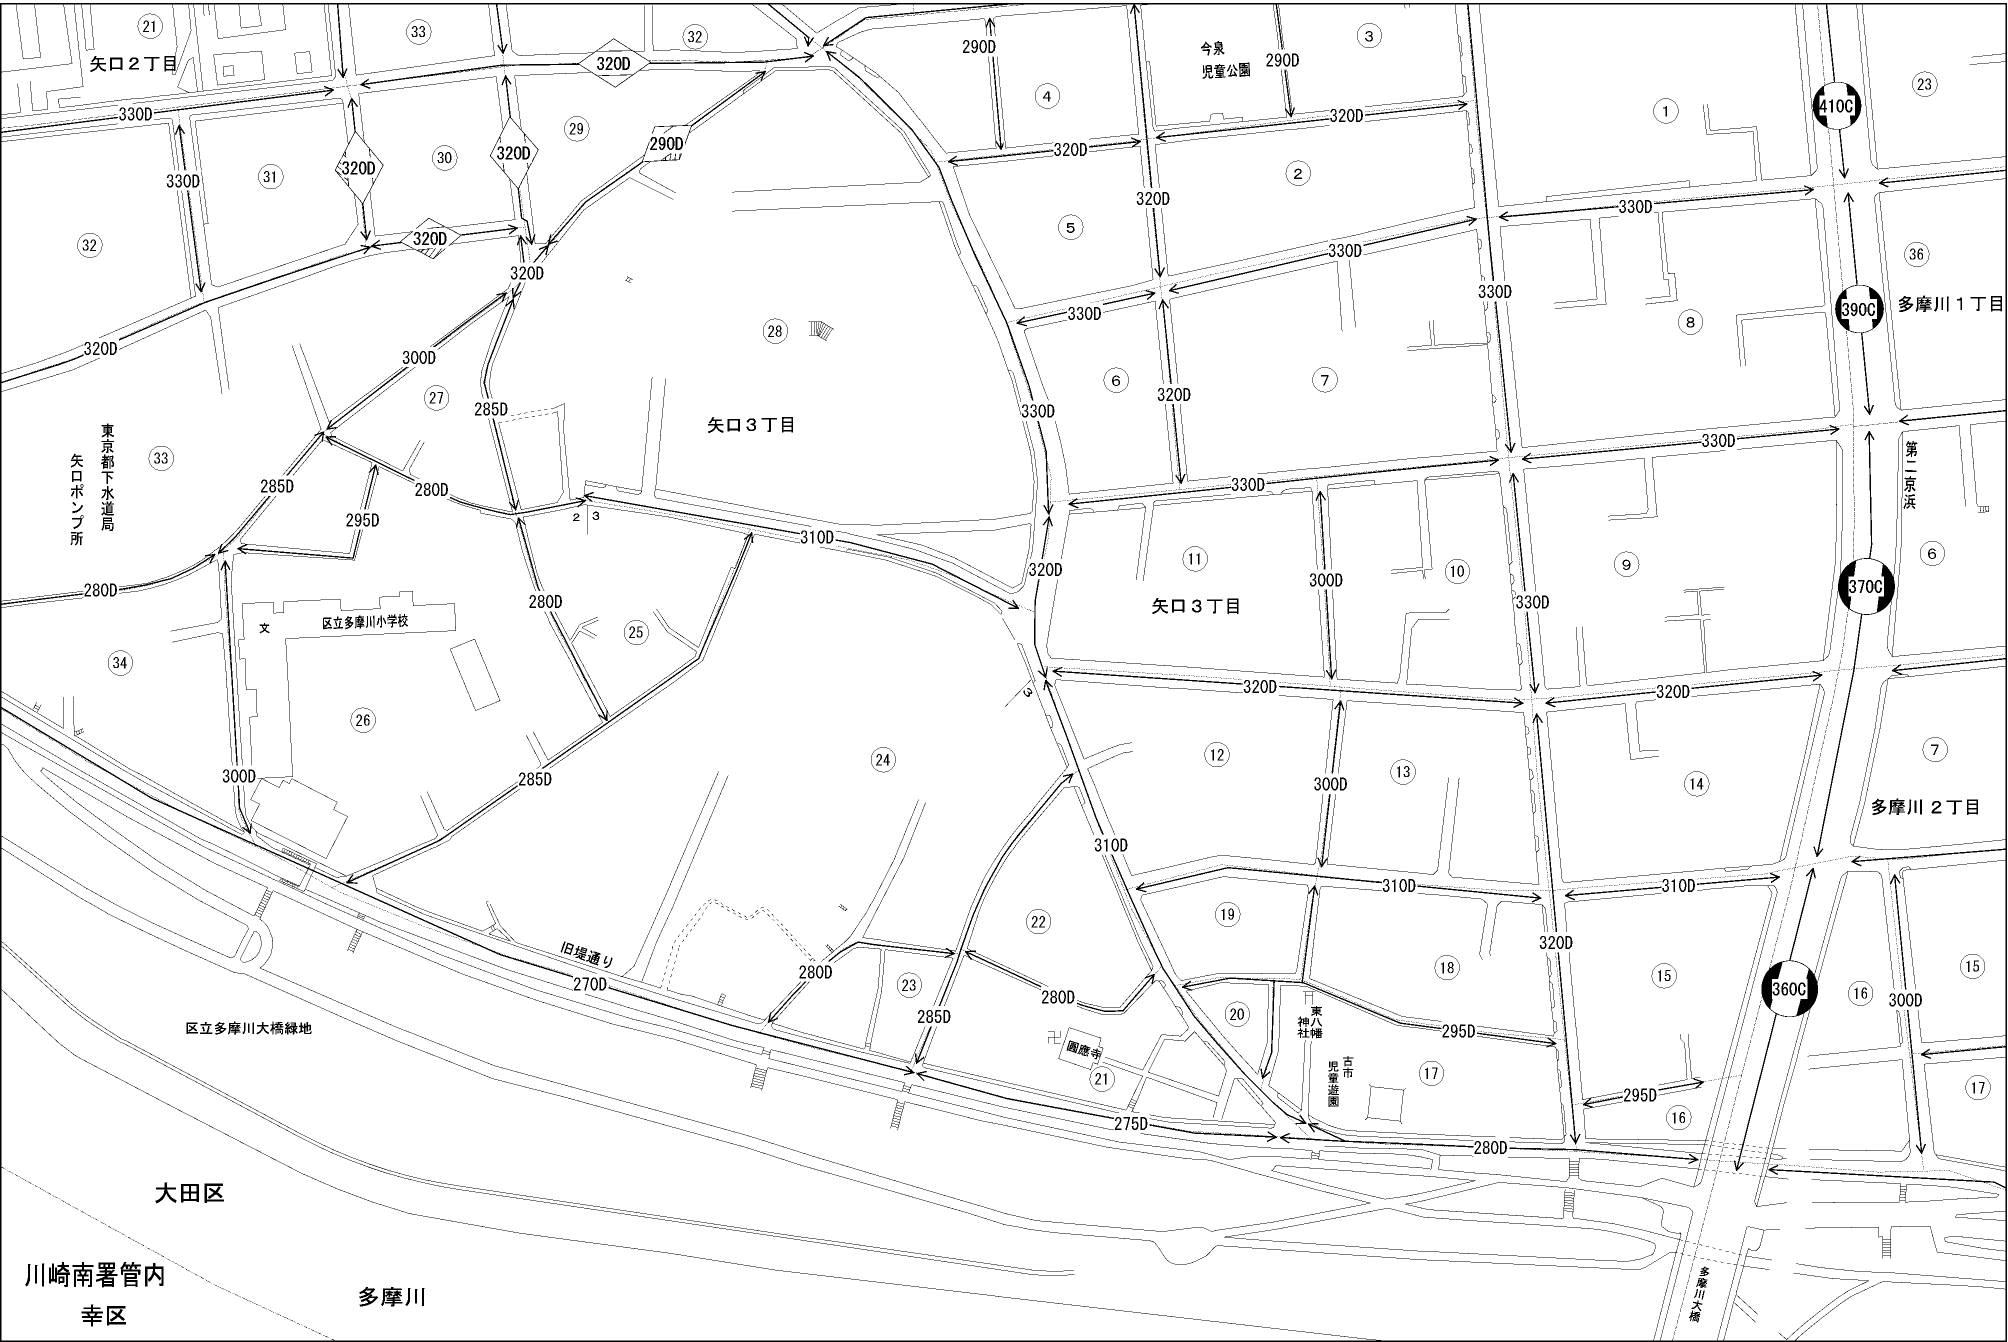 21
矢口２丁目
33
32
320D
290D
今泉
児童公園
290D
3
23
330D
29
4
320D
1
410C
330D
31
320D
30
320D
290D
320D
2
320D
330D
32
320D
5
330D
36
320D
28
330D
330D
330D
8
390C
多摩川１丁目
320D
300D
27
285D
6
320D
7
矢口３丁目
330D
330D
東京都下水道局
矢口ポンプ所
33
285D
280D
295D
2
3
330D
第二京浜
310D
320D
11
300D
10
9
370C
6
280D
280D
矢口３丁目
330D
文
区立多摩川小学校
25
34
26
3
320D
320D
300D
285D
24
12
300D
13
14
7
310D
多摩川２丁目
310D
310D
旧堤通り
22
19
320D
270D
280D
23
280D
18
15
360C
16
300D
15
区立多摩川大橋緑地
285D
20
東八幡
神社
295D
圓應寺
21
古市
児童遊園
17
295D
16
17
275D
280D
大田区
川崎南署管内
幸区
多摩川
多摩川大橋